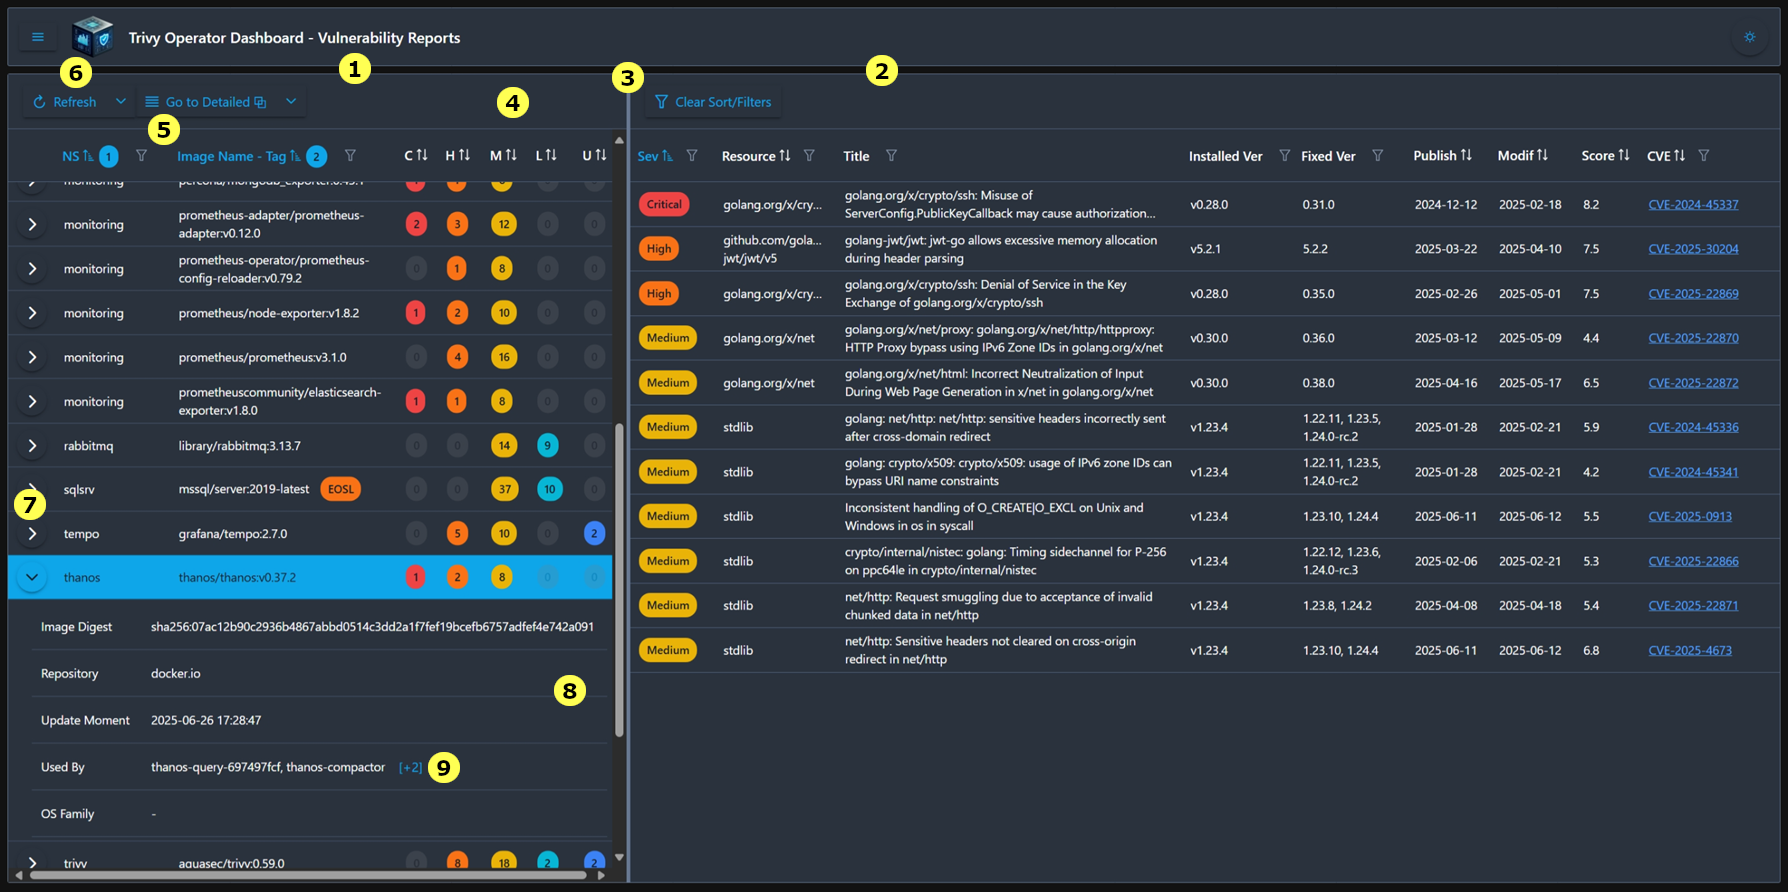 Trivy Operator Dashboard - Vulnerability Reports
6
1
3
2
Refresh
Go to Detailed
4
Clear Sort/Filters
5
NS 1 Image Name - Tag 2 C H M L U
Sev Resource Title Installed Ver Fixed Ver Publish Modif Score CVE
monitoring percona/mongodb_exporter:0.43.1
monitoring prometheus-adapter/prometheus-
adapter:v0.12.0 2 3 12 0 0
monitoring prometheus-operator/prometheus-
config-reloader:v0.79.2 0 1 8 0 0
monitoring prometheus/node-exporter:v1.8.2 1 2 10 0 0
monitoring prometheus/prometheus:v3.1.0 0 4 16 0 0
monitoring prometheuscommunity/elasticsearch-
exporter:v1.8.0 1 1 8 0 0
rabbitmq library/rabbitmq:3.13.7 0 0 14 9 0
sqlsrv mssql/server:2019-latest EOSL 0 0 37 10 0
7
tempo grafana/tempo:2.7.0 0 5 10 0 2
thanos thanos/thanos:v0.37.2 1 2 8 0 0
Image Digest sha256:07ac12b90c2936b4867abbd0514c3dd2a1f7fef19bcefb6757adfef4e742a091
Repository docker.io
8
Update Moment 2025-06-26 17:28:47
Used By thanos-query-697497fcf, thanos-compactor [+2] 9
OS Family -
trivy aquasec/trivy:0.59.0 0 8 18 2 2
Critical golang.org/x/cry... golang.org/x/crypto/ssh: Misuse of
ServerConfig.PublicKeyCallback may cause authorization... v0.28.0 0.31.0 2024-12-12 2025-02-18 8.2 CVE-2024-45337
High github.com/gola...
jwt/jwt/v5 golang-jwt/jwt: jwt-go allows excessive memory allocation
during header parsing v5.2.1 5.2.2 2025-03-22 2025-04-10 7.5 CVE-2025-30204
High golang.org/x/cry... golang.org/x/crypto/ssh: Denial of Service in the Key
Exchange of golang.org/x/crypto/ssh v0.28.0 0.35.0 2025-02-26 2025-05-01 7.5 CVE-2025-22869
Medium golang.org/x/net golang.org/x/net/proxy: golang.org/x/net/http/httpproxy:
HTTP Proxy bypass using IPv6 Zone IDs in golang.org/x/net v0.30.0 0.36.0 2025-03-12 2025-05-09 4.4 CVE-2025-22870
Medium golang.org/x/net golang.org/x/net/html: Incorrect Neutralization of Input
During Web Page Generation in x/net in golang.org/x/net v0.30.0 0.38.0 2025-04-16 2025-05-17 6.5 CVE-2025-22872
Medium stdlib golang: net/http: net/http: sensitive headers incorrectly sent
after cross-domain redirect v1.23.4 1.22.11, 1.23.5,
1.24.0-rc.2 2025-01-28 2025-02-21 5.9 CVE-2024-45336
Medium stdlib golang: crypto/x509: crypto/x509: usage of IPv6 zone IDs can
bypass URI name constraints v1.23.4 1.22.11, 1.23.5,
1.24.0-rc.2 2025-01-28 2025-02-21 4.2 CVE-2024-45341
Medium stdlib Inconsistent handling of O_CREATE|O_EXCL on Unix and
Windows in os in syscall v1.23.4 1.23.10, 1.24.4 2025-06-11 2025-06-12 5.5 CVE-2025-0913
Medium stdlib crypto/internal/nistec: golang: Timing sidechannel for P-256
on ppc64le in crypto/internal/nistec v1.23.4 1.22.12, 1.23.6,
1.24.0-rc.3 2025-02-06 2025-02-21 5.3 CVE-2025-22866
Medium stdlib net/http: Request smuggling due to acceptance of invalid
chunked data in net/http v1.23.4 1.23.8, 1.24.2 2025-04-08 2025-04-18 5.4 CVE-2025-22871
Medium stdlib net/http: Sensitive headers not cleared on cross-origin
redirect in net/http v1.23.4 1.23.10, 1.24.4 2025-06-11 2025-06-12 6.8 CVE-2025-4673